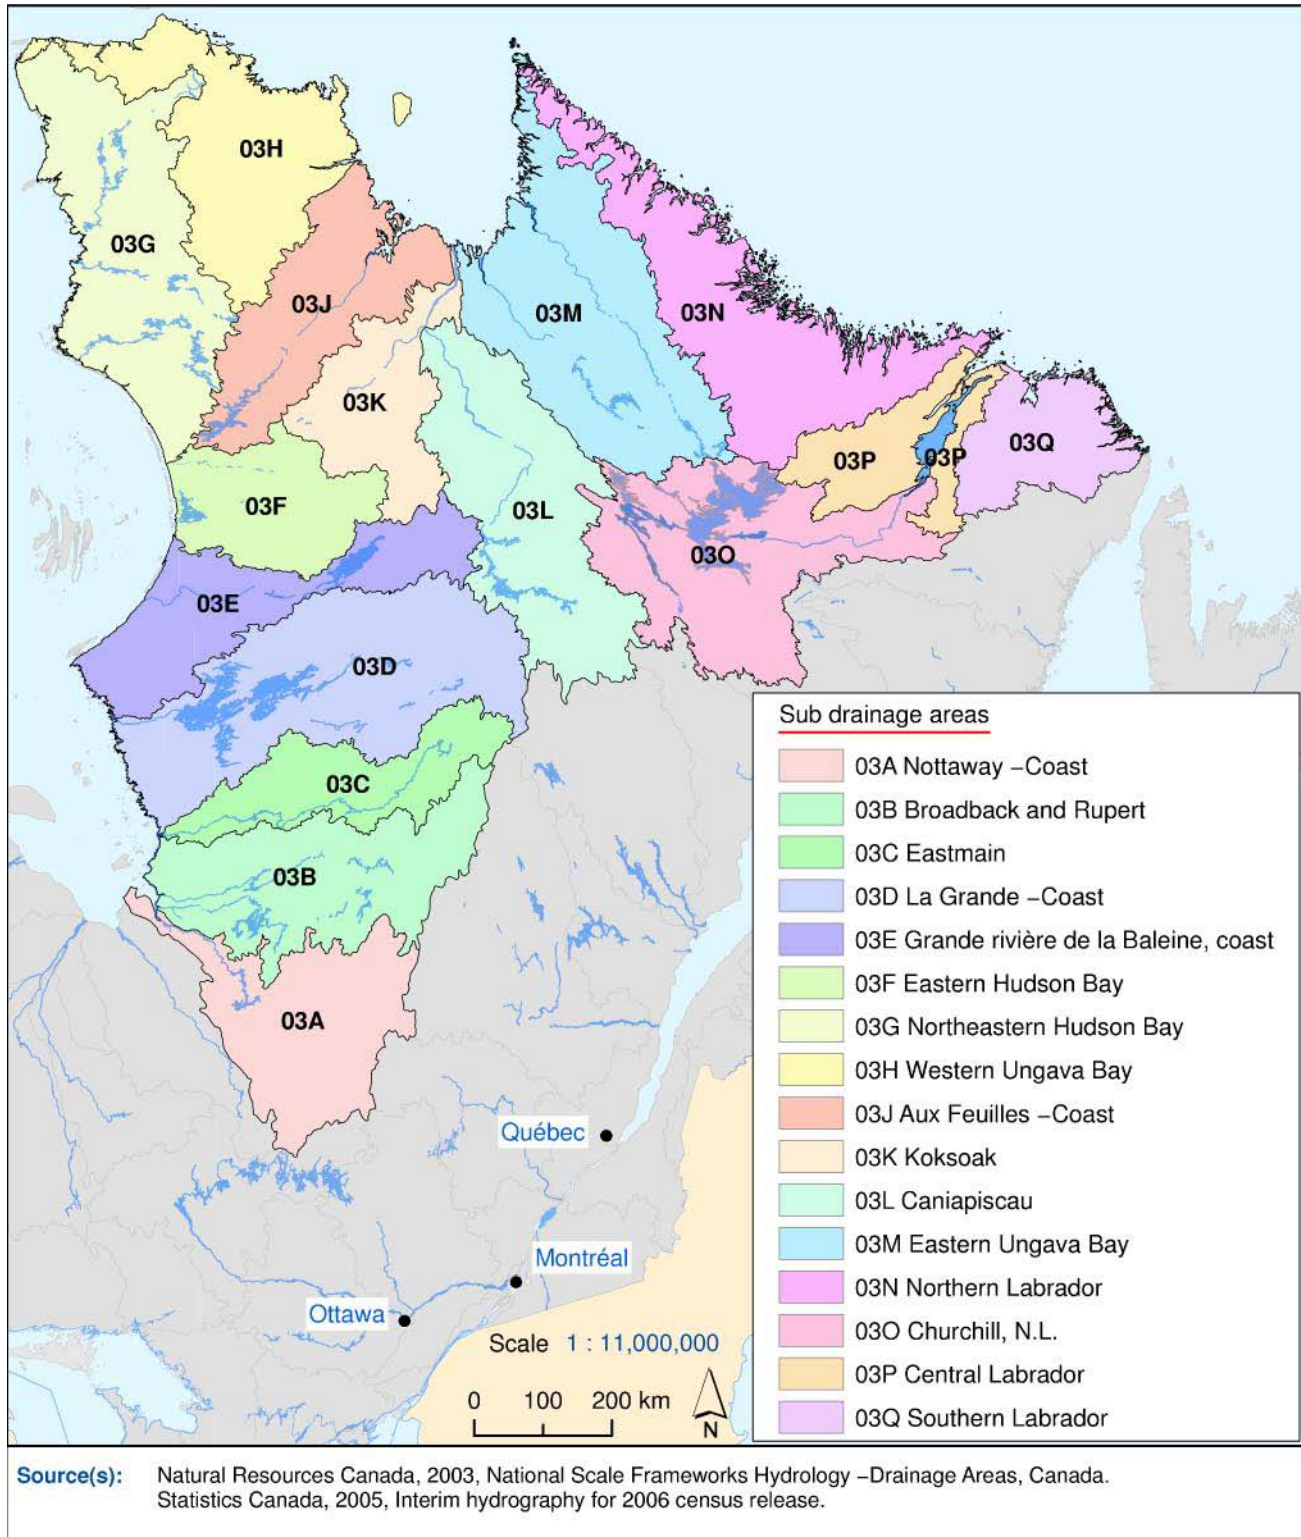 03H
03G
03J
03M
03N
03K
03P
03P
03Q
03F
03L
03O
03E
03D
03C
03B
03A
Québec
Montréal
Ottawa
Scale 1 : 11,000,000
0 100 200 km
N
Sub drainage areas
03A Nottaway –Coast
03B Broadback and Rupert
03C Eastmain
03D La Grande –Coast
03E Grande rivière de la Baleine, coast
03F Eastern Hudson Bay
03G Northeastern Hudson Bay
03H Western Ungava Bay
03J Aux Feuilles –Coast
03K Koksoak
03L Caniapiscau
03M Eastern Ungava Bay
03N Northern Labrador
03O Churchill, N.L.
03P Central Labrador
03Q Southern Labrador
Source(s): Natural Resources Canada, 2003, National Scale Frameworks Hydrology –Drainage Areas, Canada.
Statistics Canada, 2005, Interim hydrography for 2006 census release.